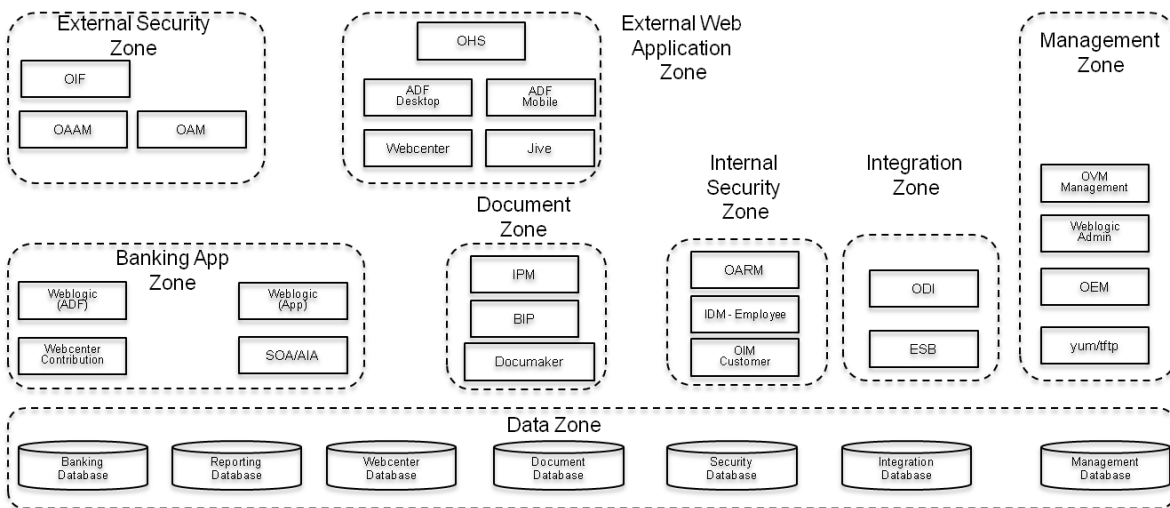 External Security
Zone
OIF
OAAM
OAM
OHS
ADF
Desktop
ADF
Mobile
Webcenter
Jive
External Web
Application
Zone
Management
Zone
OVM
Management
Weblogic
Admin
OEM
yum/tftp
Banking App
Zone
Weblogic
(ADF)
Weblogic
(App)
Webcenter
Contribution
SOA/AIA
Document
Zone
IPM
BIP
Documaker
Internal
Security
Zone
OARM
IDM - Employee
OIM
Customer
Integration
Zone
ODI
ESB
Data Zone
Banking
Database
Reporting
Database
Webcenter
Database
Document
Database
Security
Database
Integration
Database
Management
Database